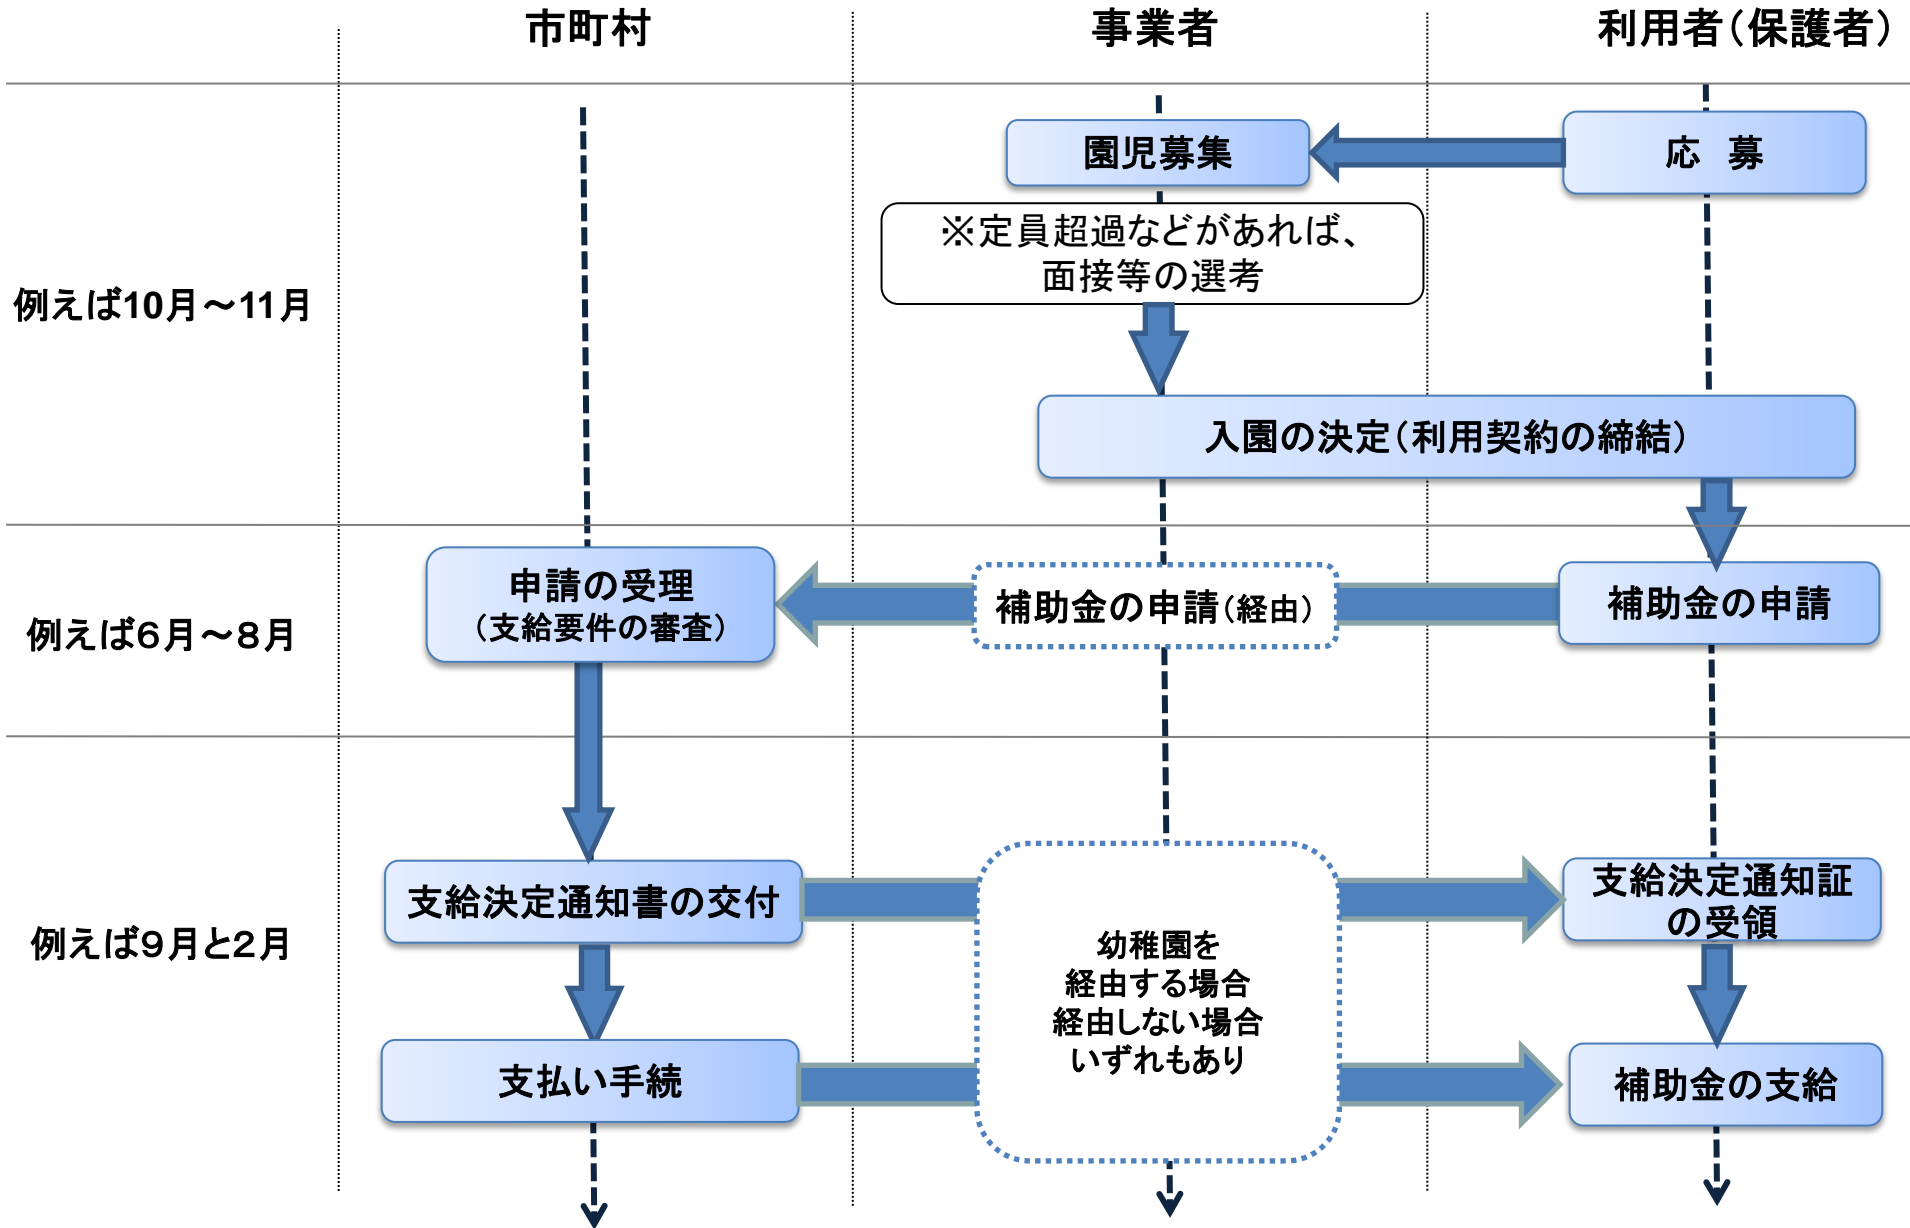 市町村
事業者
利用者(保護者)
園児募集
応 募
※定員超過などがあれば、
面接等の選考
例えば10月～11月
入園の決定(利用契約の締結)
申請の受理
(支給要件の審査)
補助金の申請(経由)
補助金の申請
例えば6月～8月
支給決定通知書の交付
支給決定通知証
の受領
例えば9月と2月
幼稚園を
経由する場合
経由しない場合
いずれもあり
支払い手続
補助金の支給